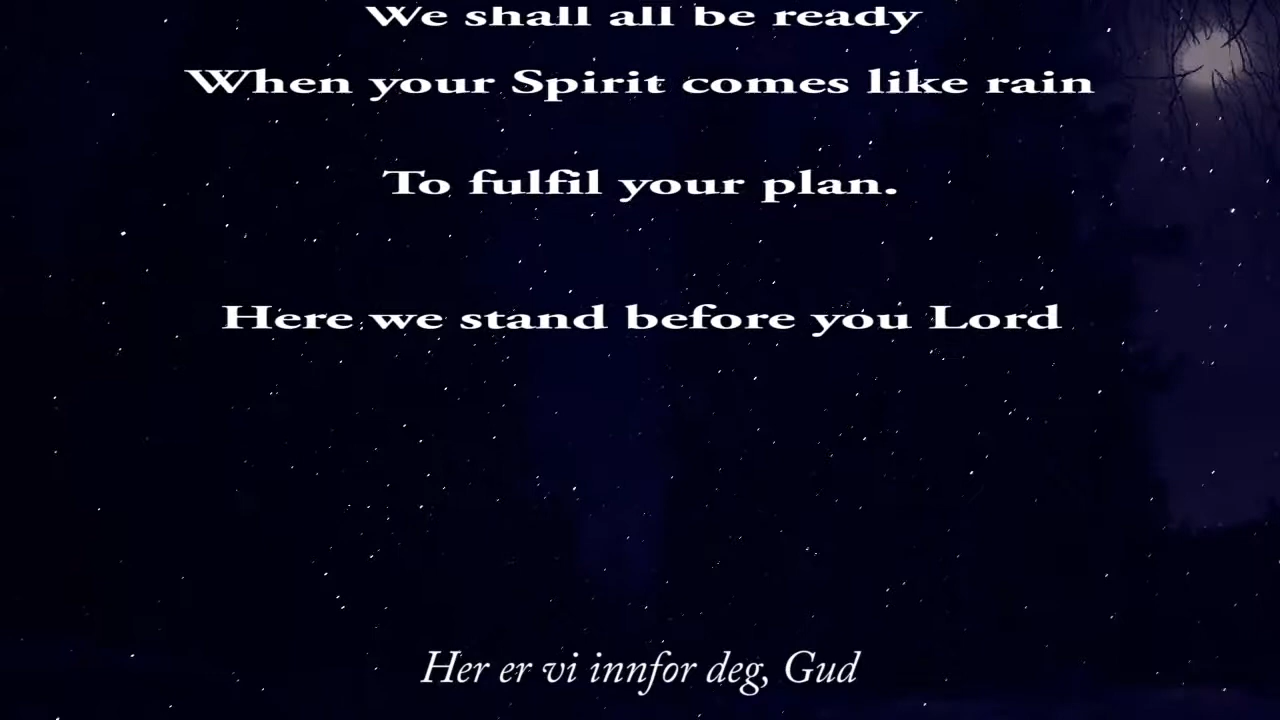 We shall all be ready
When your Spirit comes like rain
To fulfil your plan.
Here we stand before you Lord
Her er vi innfor deg, Gud